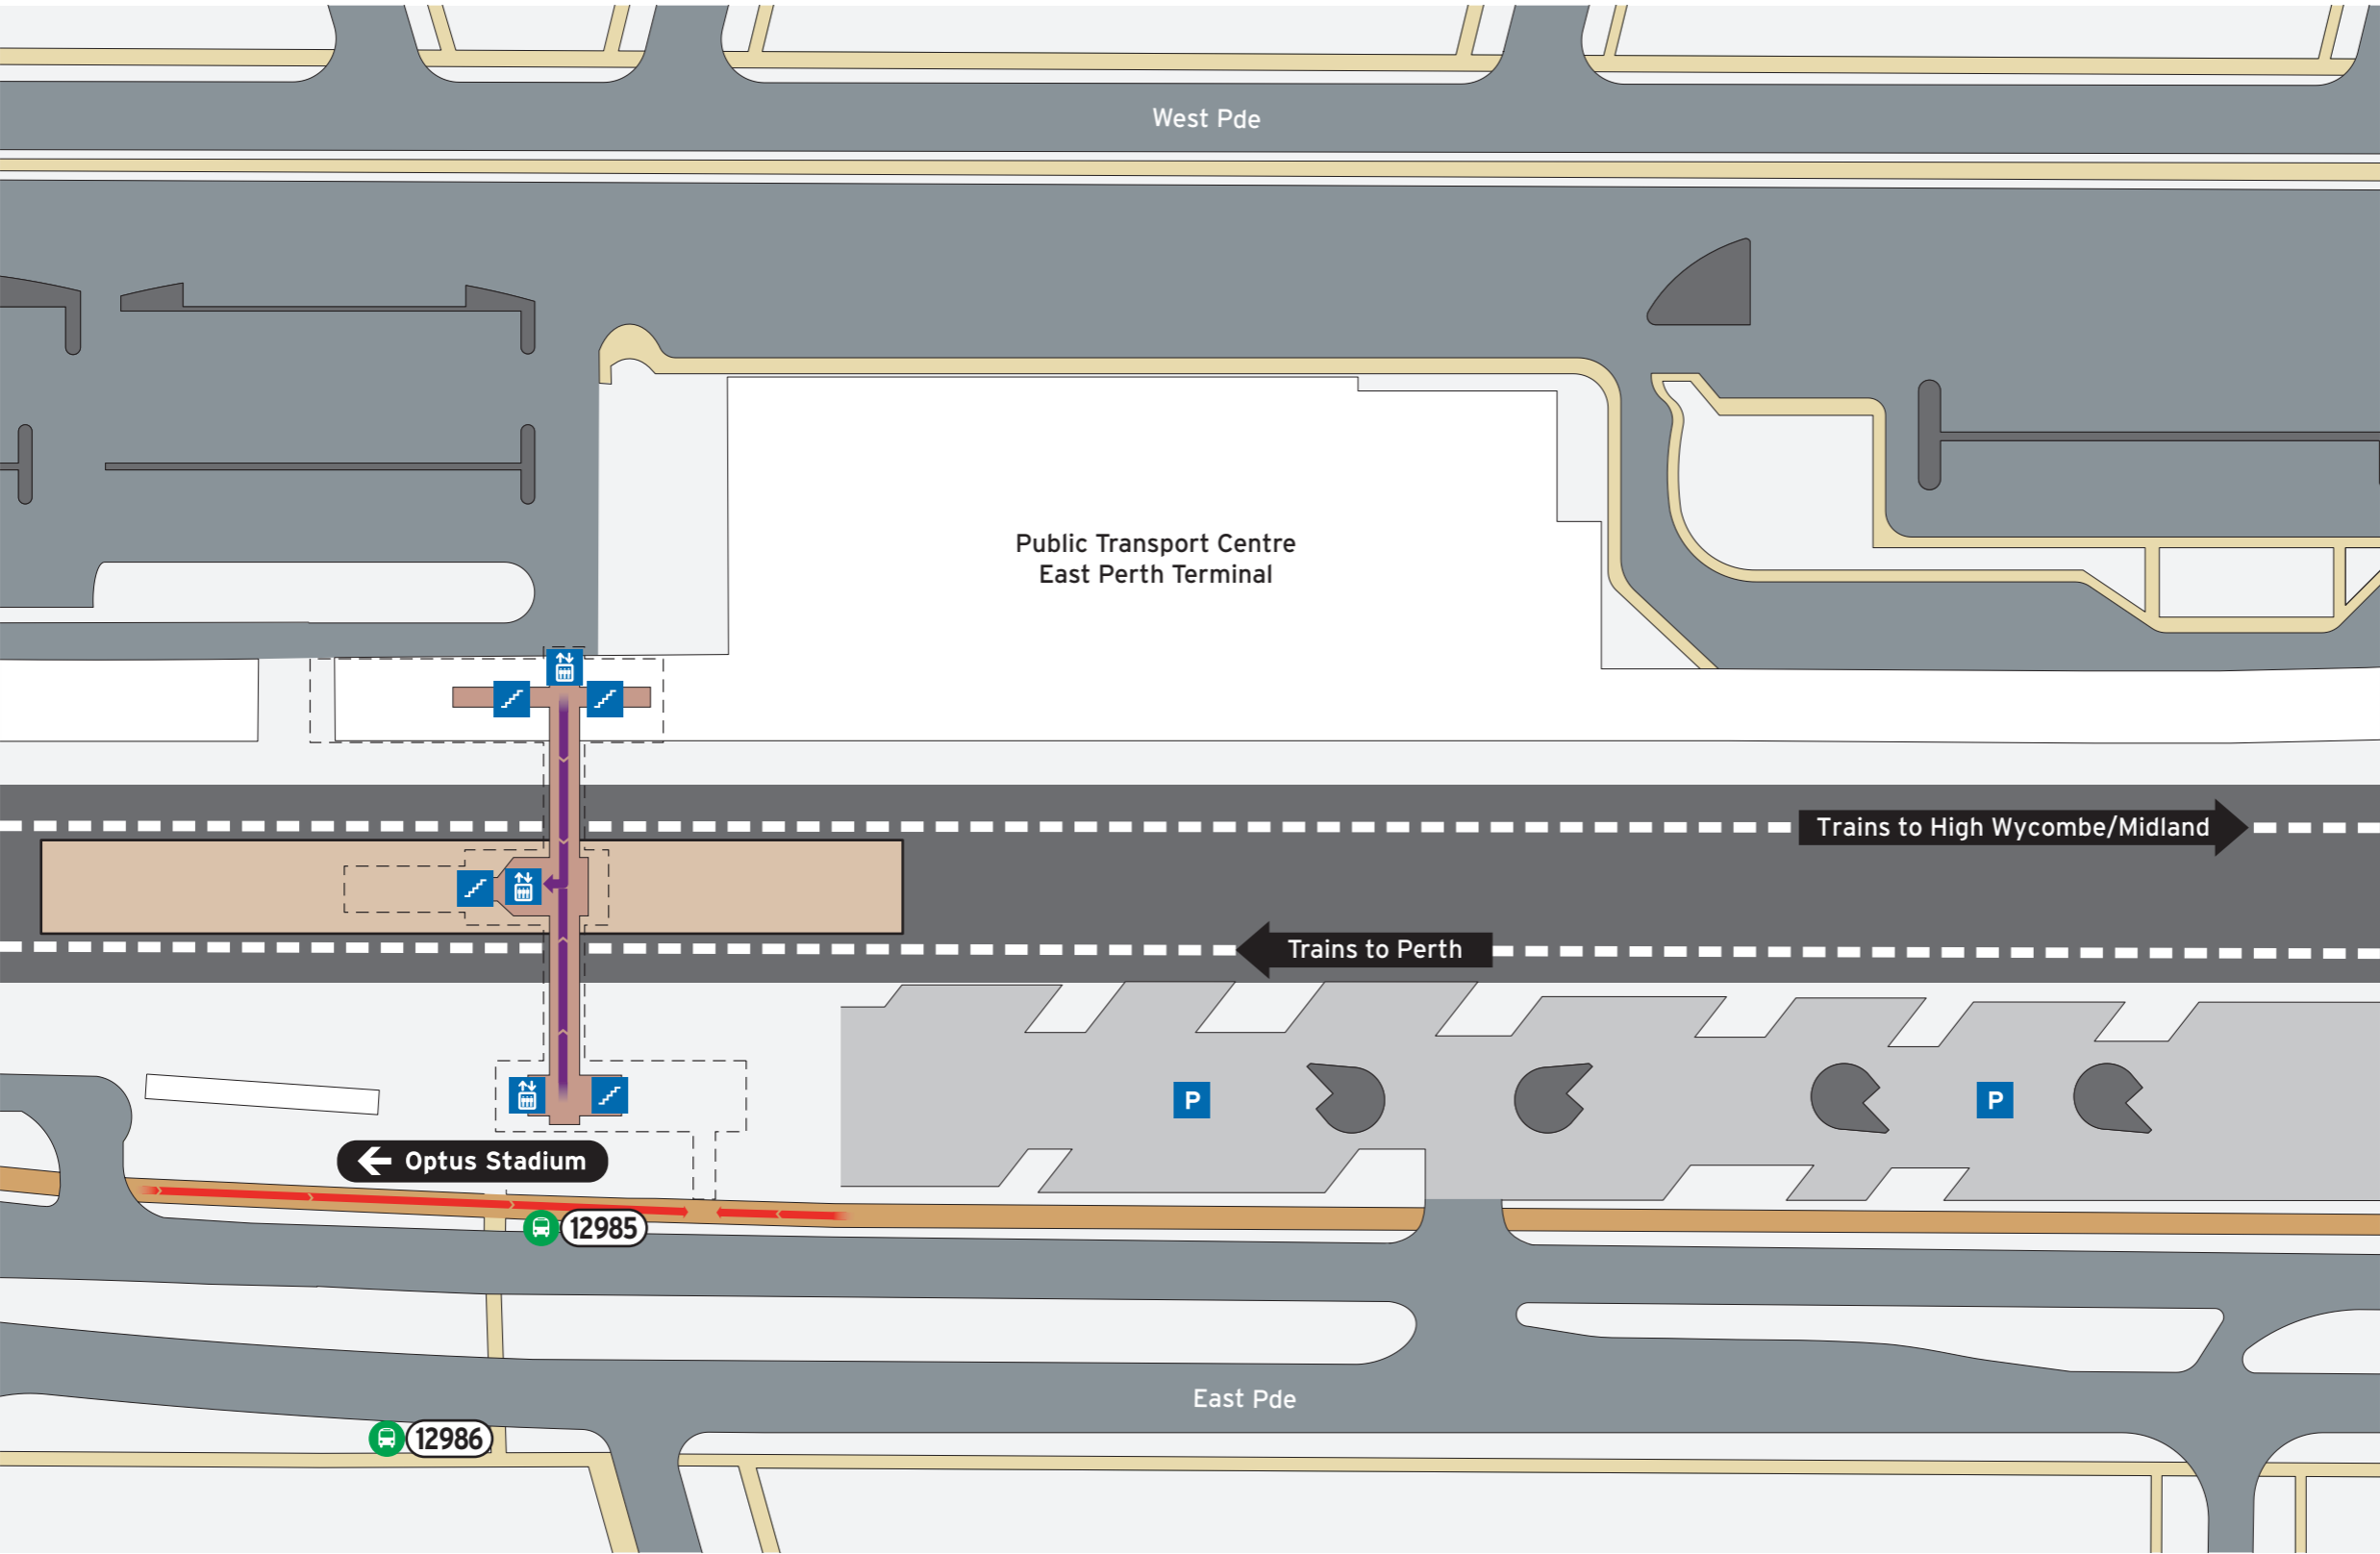 West Pde
Public Transport Centre
East Perth Terminal
Trains to High Wycombe/Midland
Trains to Perth
P
P
Optus Stadium
12985
East Pde
12986